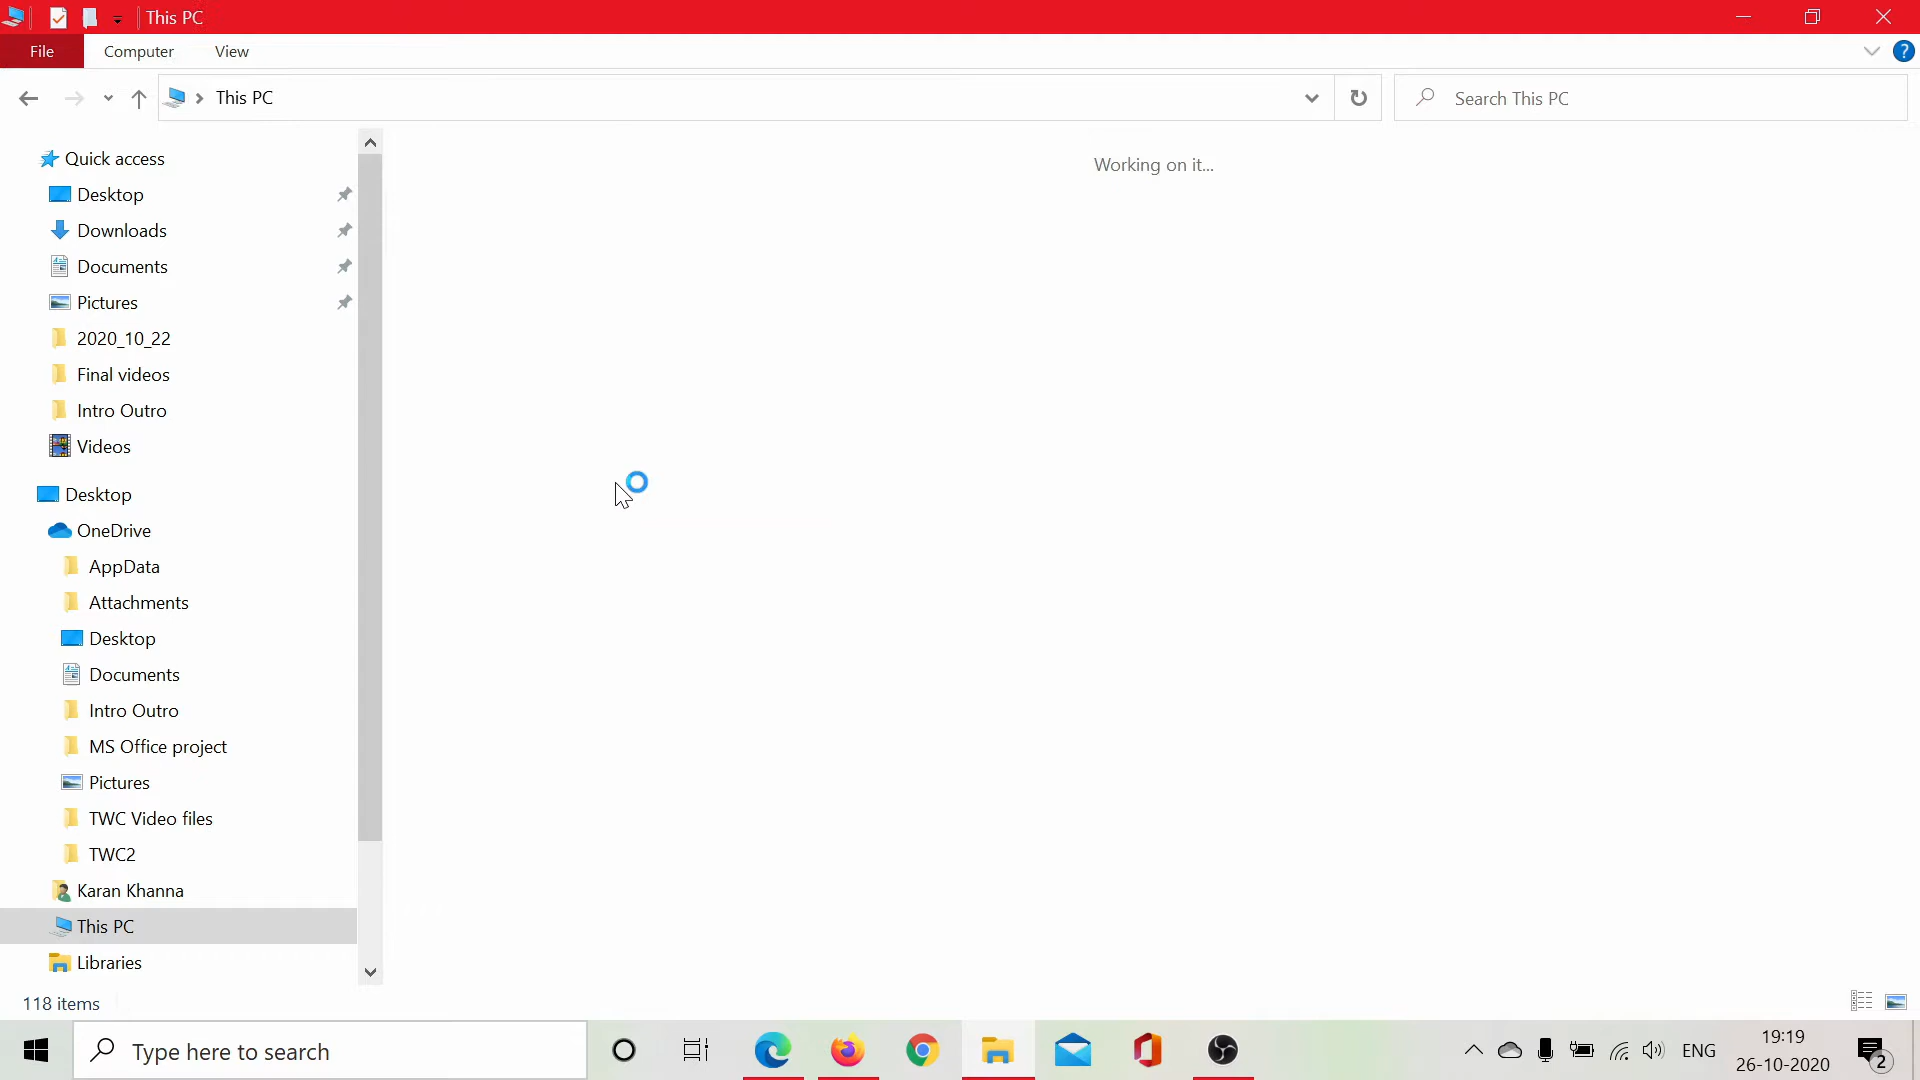 This PC
File
Computer
View
?
This PC
Search This PC
Quick access
Desktop
Downloads
Documents
Pictures
2020_10_22
Final videos
Intro Outro
Videos
Desktop
OneDrive
AppData
Attachments
Desktop
Documents
Intro Outro
MS Office project
Pictures
TWC Video files
TWC2
Karan Khanna
This PC
Libraries
Working on it...
118 items
Type here to search
ENG
19:19
26-10-2020
2